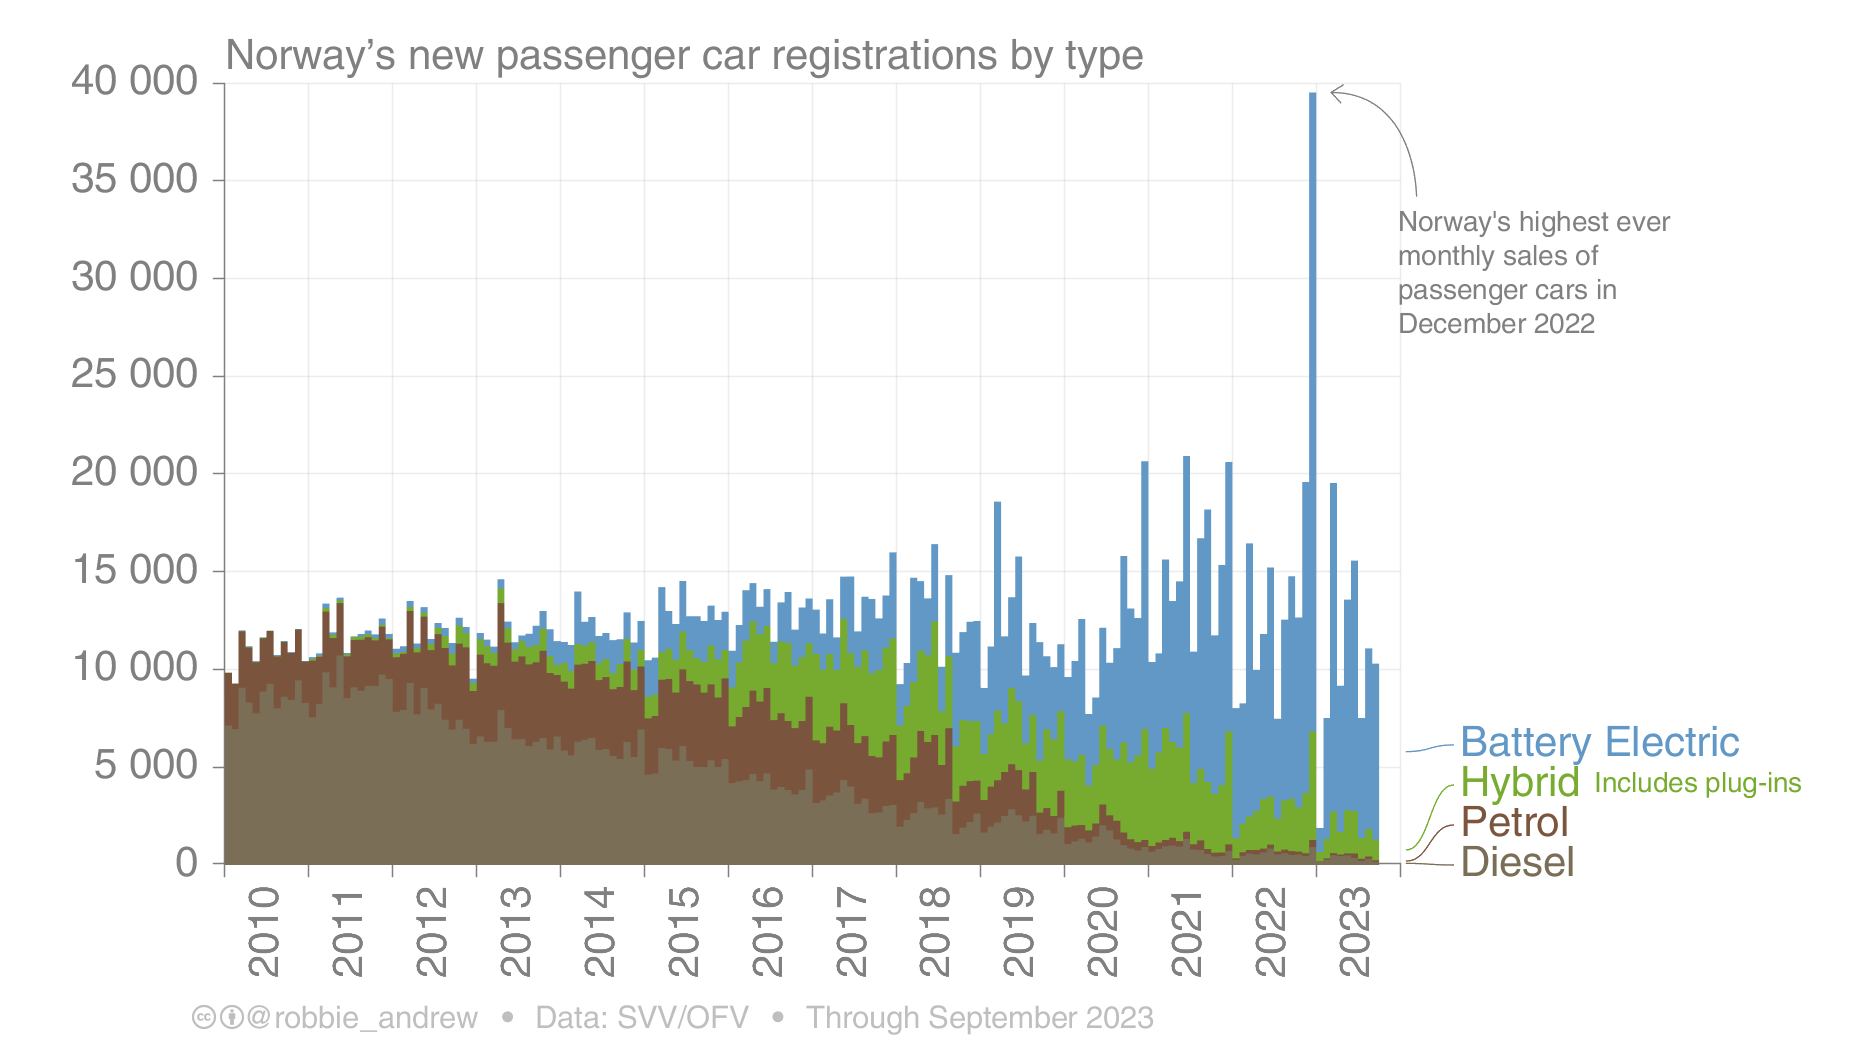 Norway’s new passenger car registrations by type
40 000
35 000
30 000
25 000
20 000
15 000
10 000
5 000
0
Norway's highest ever
monthly sales of
passenger cars in
December 2022
Battery Electric
Hybrid Includes plug-ins
Petrol
Diesel
2010
2011
2012
2013
2014
2015
2016
2017
2018
2019
2020
2021
2022
2023
cc @robbie_andrew • Data: SVV/OFV • Through September 2023